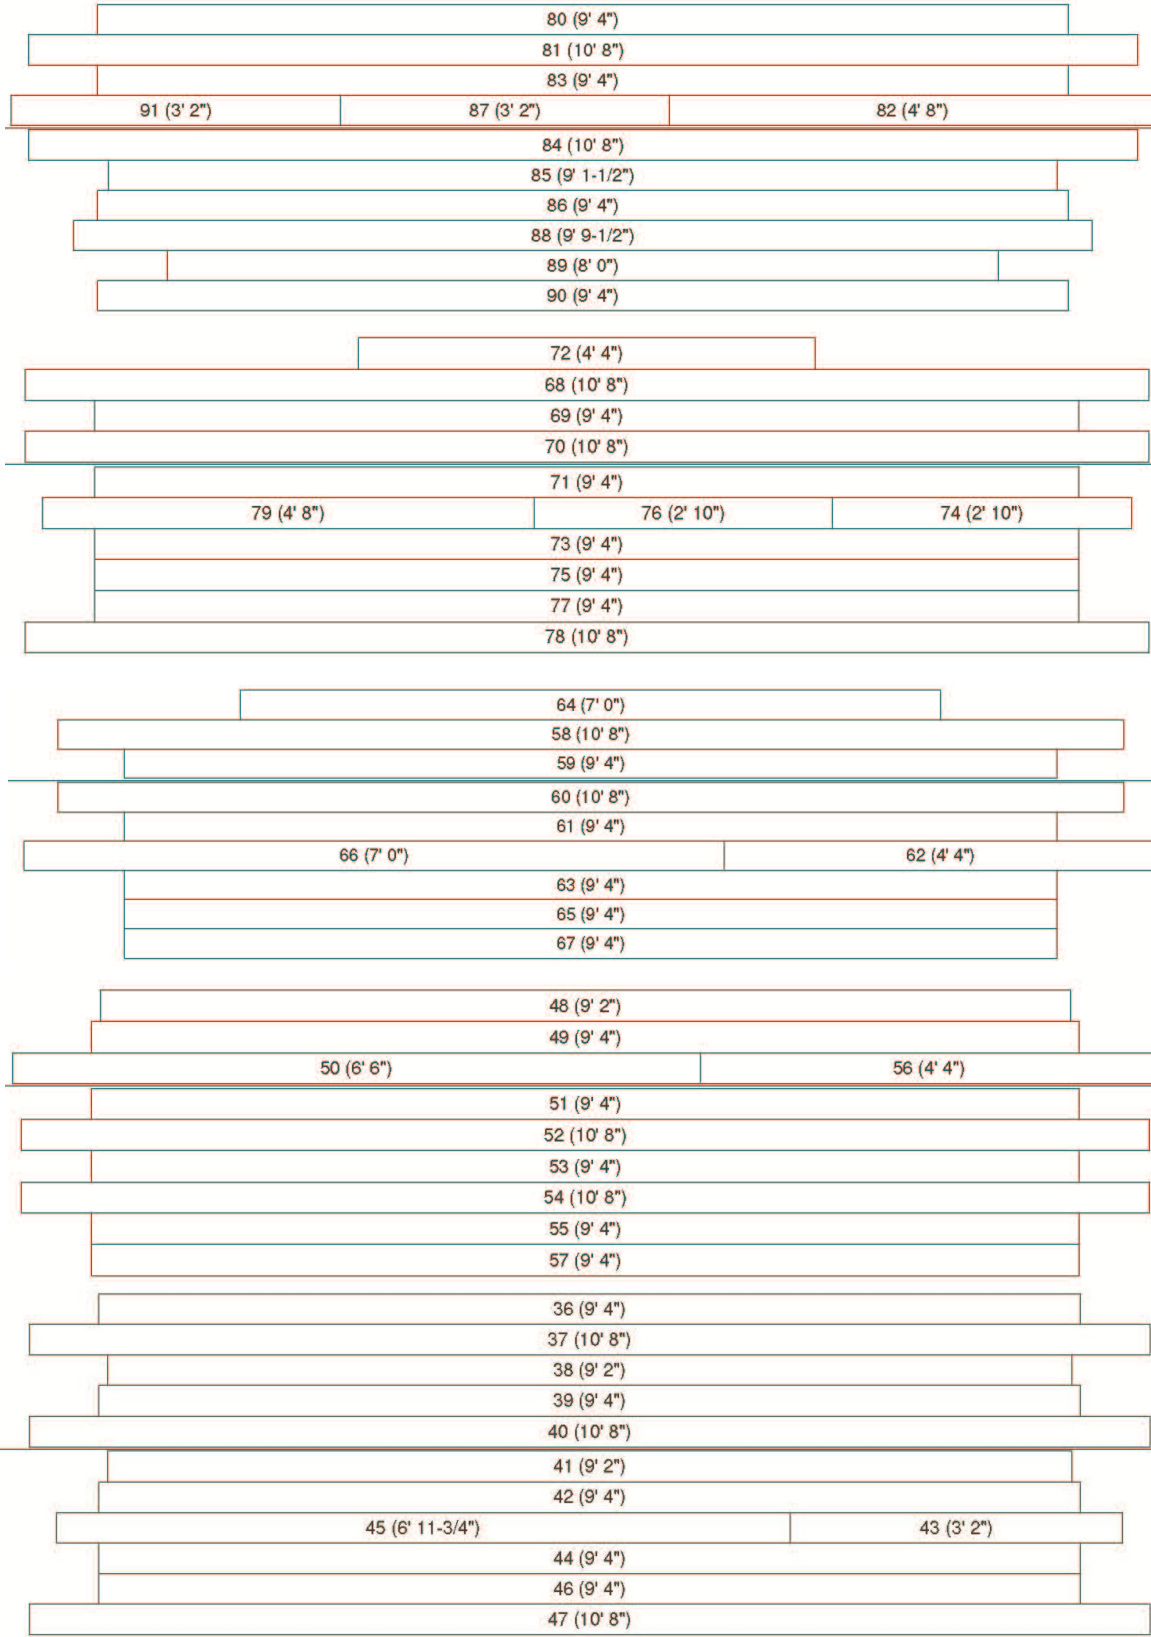 80 (9' 4")
81 (10' 8")
83 (9' 4")
91 (3' 2") 87 (3' 2") 82 (4' 8")
84 (10' 8")
85 (9' 1-1/2")
86 (9' 4")
88 (9' 9-1/2")
89 (8' 0")
90 (9' 4")
72 (4' 4")
68 (10' 8")
69 (9' 4")
70 (10' 8")
71 (9' 4")
79 (4' 8") 76 (2' 10") 74 (2' 10")
73 (9' 4")
75 (9' 4")
77 (9' 4")
78 (10' 8")
64 (7' 0")
58 (10' 8")
59 (9' 4")
60 (10' 8")
61 (9' 4")
66 (7' 0") 62 (4' 4")
63 (9' 4")
65 (9' 4")
67 (9' 4")
48 (9' 2")
49 (9' 4")
50 (6' 6") 56 (4' 4")
51 (9' 4")
52 (10' 8")
53 (9' 4")
54 (10' 8")
55 (9' 4")
57 (9' 4")
36 (9' 4")
37 (10' 8")
38 (9' 2")
39 (9' 4")
40 (10' 8")
41 (9' 2")
42 (9' 4")
45 (6' 11-3/4") 43 (3' 2")
44 (9' 4")
46 (9' 4")
47 (10' 8")